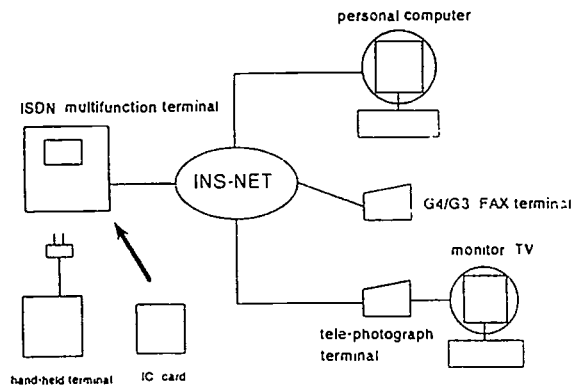 personal computer
ISDN multifunction terminal
INS-NET
G4/G3 FAX terminal
monitor TV
tele-photograph
terminal
hand-held terminal
IC card